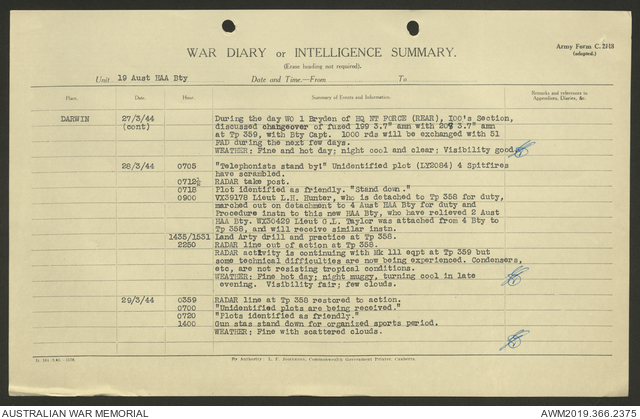 Army Form C.2118
(adapted.)
WAR DIARY or INTELLIGENCE SUMMARY.
(Erase heading not required).
Unit 19 Aust HAA Bty Date and Time.—From To
Place Date. Hour. Summary of Events and Information. Remarks and references to
Appendices, Diaries, &c.
DARWIN 27/3/44 During the day WO 1 Bryden of HQ NT FORCE (REAR), IOO's Section,
(cont) discussed changeover of fused 199 3.7" amn with 209 3.7" amn
at Tp 359, with Bty Capt. 1000 rds will be exchanged with 51
FAD during the next few days.
WEATHER: Fine and hot day; night cool and clear; Visibility good.
28/3/44 0705 "Telephonists stand by!" Unidentified plot (LY2084) 4 Spitfires
have scrambled.
0712½ RADAR take post.
0718 Plot identified as friendly. "Stand down."
0900 VX39178 Lieut L.H. Hunter, who is detached to Tp 358 for duty,
marched out on detachment to 4 Aust HAA Bty for duty and
Procedure instn to this new HAA Bty, who have relieved 2 Aust
HAA Bty. WX30429 Lieut G.L. Taylor was attached from 4 Bty to
Tp 358, and will receive similar instn.
1435/1531 Land Arty drill and practice at Tp 358.
2250 RADAR line out of action at Tp 358.
RADAR activity is continuing with Mk 111 eqpt at Tp 359 but
some technical difficulties are now being experienced. Condensers,
etc, are not resisting tropical conditions.
WEATHER: Fine hot day; night muggy, turning cool in late
evening. Visibility fair; few clouds.
29/3/44 0359 RADAR line at Tp 358 restored to action.
0700 "Unidentified plots are being received."
0720 "Plots identified as friendly."
1400 Gun stas stand down for organized sports period.
WEATHER: Fine with scattered clouds.
By Authority: L. F. Johnston, Commonwealth Government Printer, Canberra.
AUSTRALIAN WAR MEMORIAL AWM2019.366.2375